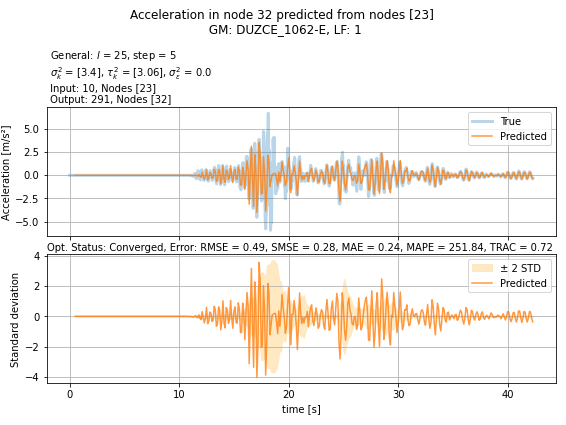 Acceleration in node 32 predicted from nodes [23]
GM: DUZCE_1062-E, LF: 1
General: l = 25, step = 5
σ²ₖ = [3.4], τ²ₖ = [3.06], σ²ε = 0.0
Input: 10, Nodes [23]
Output: 291, Nodes [32]
Acceleration [m/s²]
5.0
2.5
0.0
−2.5
−5.0
True
Predicted
Opt. Status: Converged, Error: RMSE = 0.49, SMSE = 0.28, MAE = 0.24, MAPE = 251.84, TRAC = 0.72
Standard deviation
4
2
0
−2
−4
± 2 STD
Predicted
0 10 20 30 40
time [s]